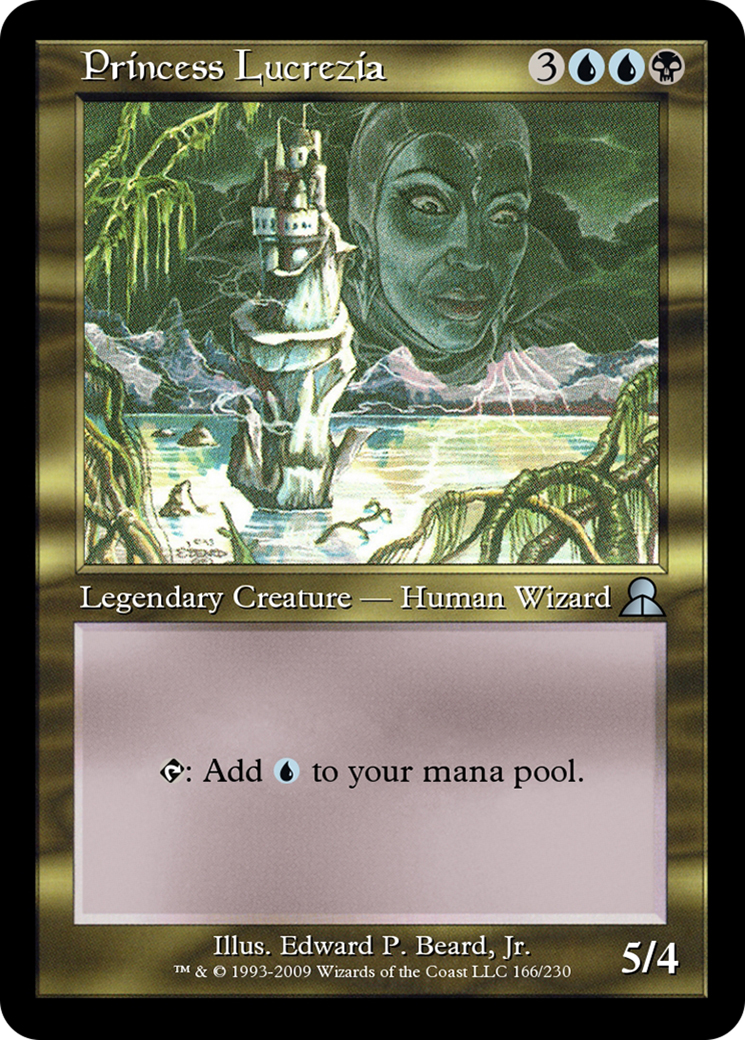 Princess Lucrezia 3
Legendary Creature — Human Wizard
: Add to your mana pool.
Illus. Edward P. Beard, Jr.
™ & © 1993-2009 Wizards of the Coast LLC 166/230
5/4